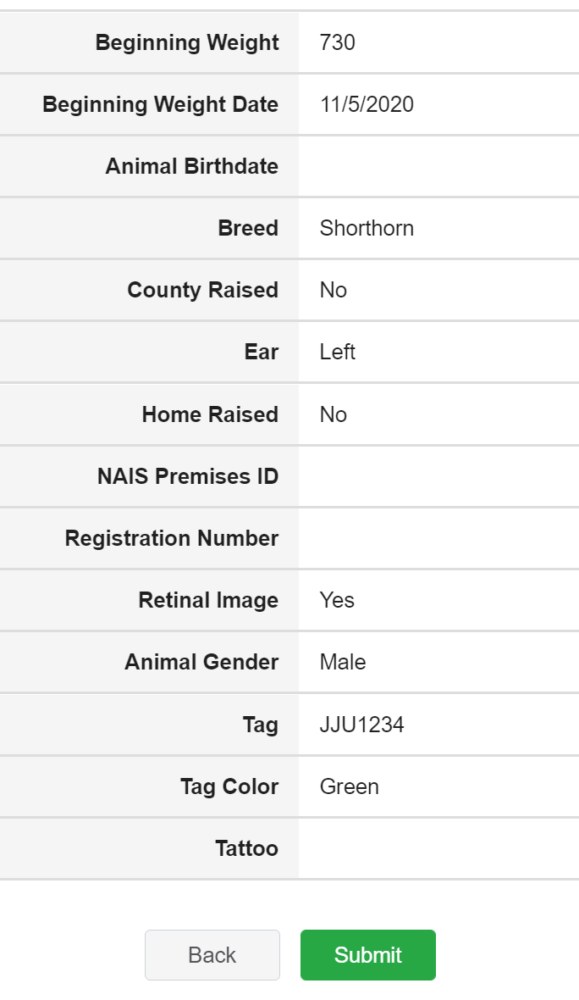 Beginning Weight 730
Beginning Weight Date 11/5/2020
Animal Birthdate
Breed Shorthorn
County Raised No
Ear Left
Home Raised No
NAIS Premises ID
Registration Number
Retinal Image Yes
Animal Gender Male
Tag JJU1234
Tag Color Green
Tattoo
Back Submit